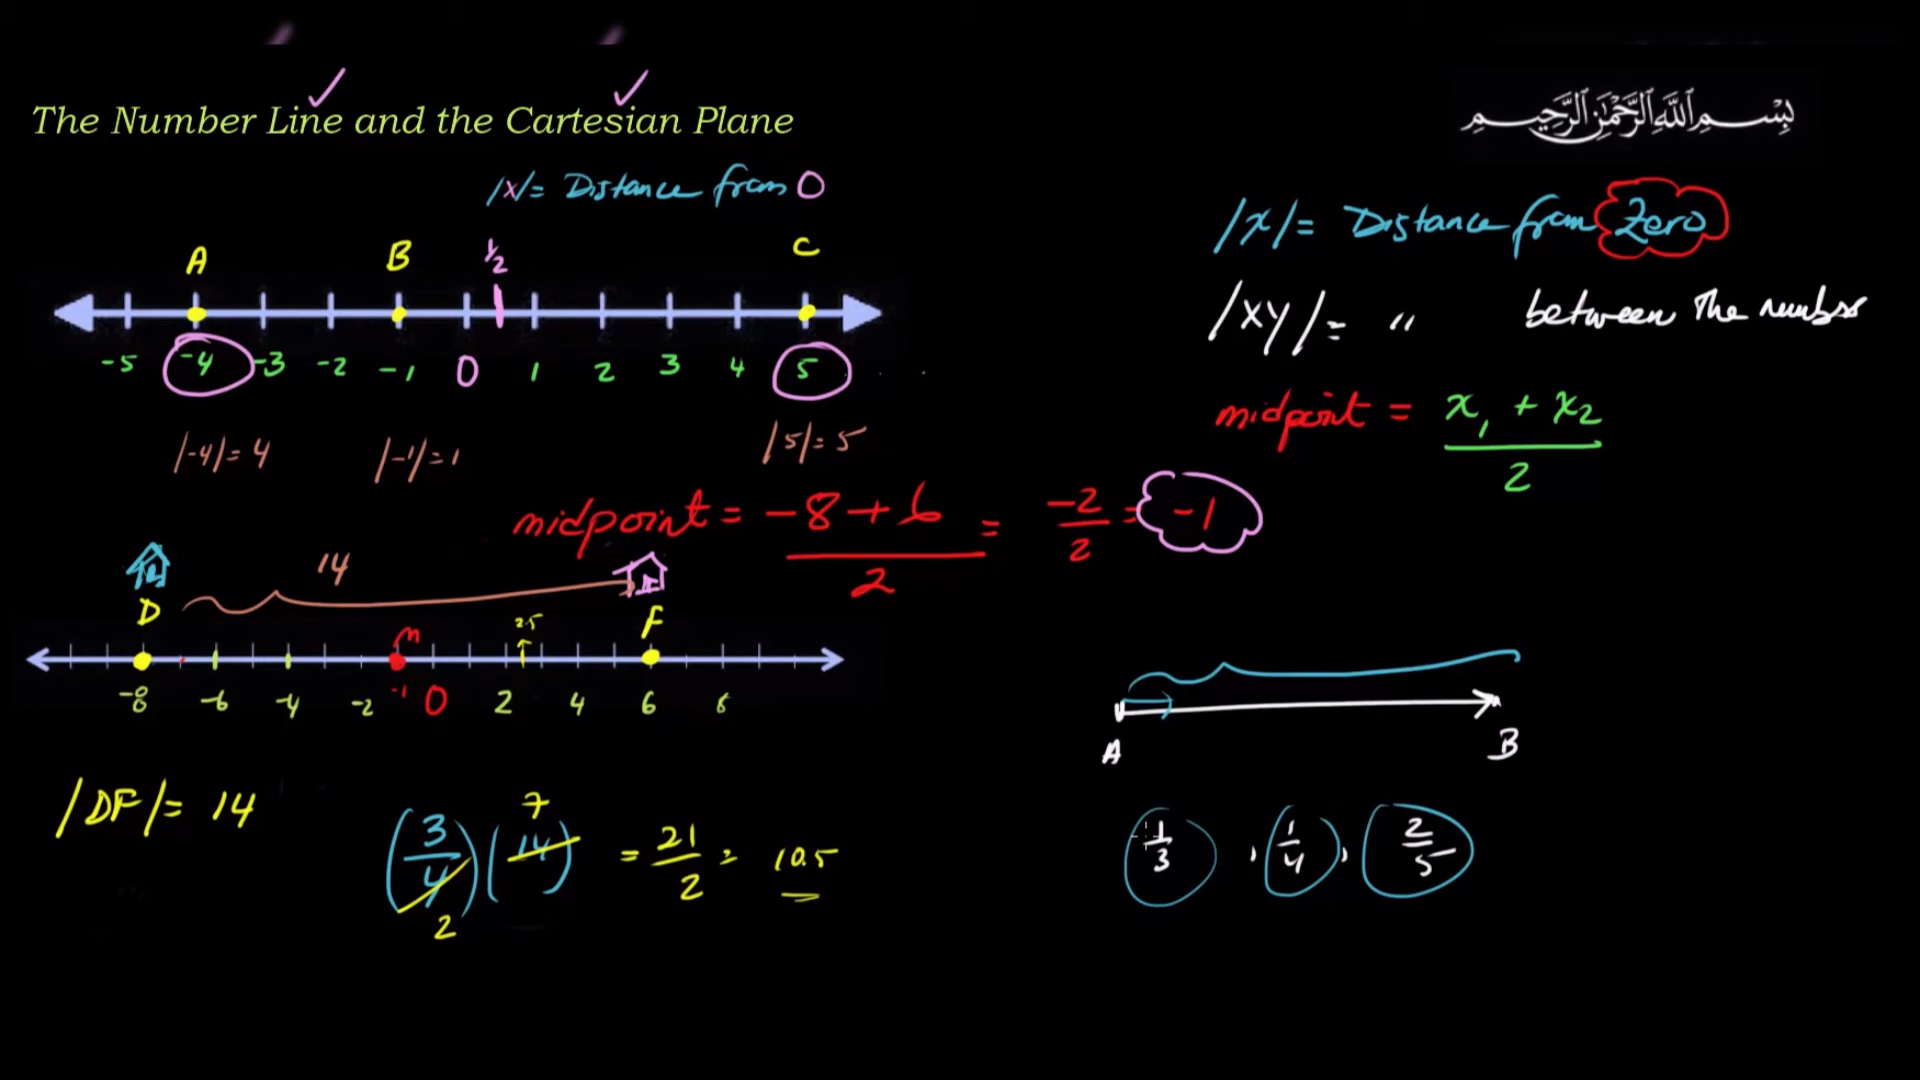 The Number Line and the Cartesian Plane
بِسْمِ اللَّهِ الرَّحْمَٰنِ الرَّحِيمِ
|x|= Distance from 0
|x|= Distance from Zero
A B 1/2 C
-5 -4 -3 -2 -1 0 1 2 3 4 5
|xy|= " between the number
|-4|= 4 |-1|=1 |5|= 5
midpoint = x1 + x2 / 2
midpoint = -8+6 / 2 = -2/2 = -1
14
D M 2.5 F
-8 -6 -4 -2 -1 0 2 4 6
A B
|DF|= 14
(3/4)(14) = 21/2 = 10.5
7
2
1/3 , 1/4 , 2/5